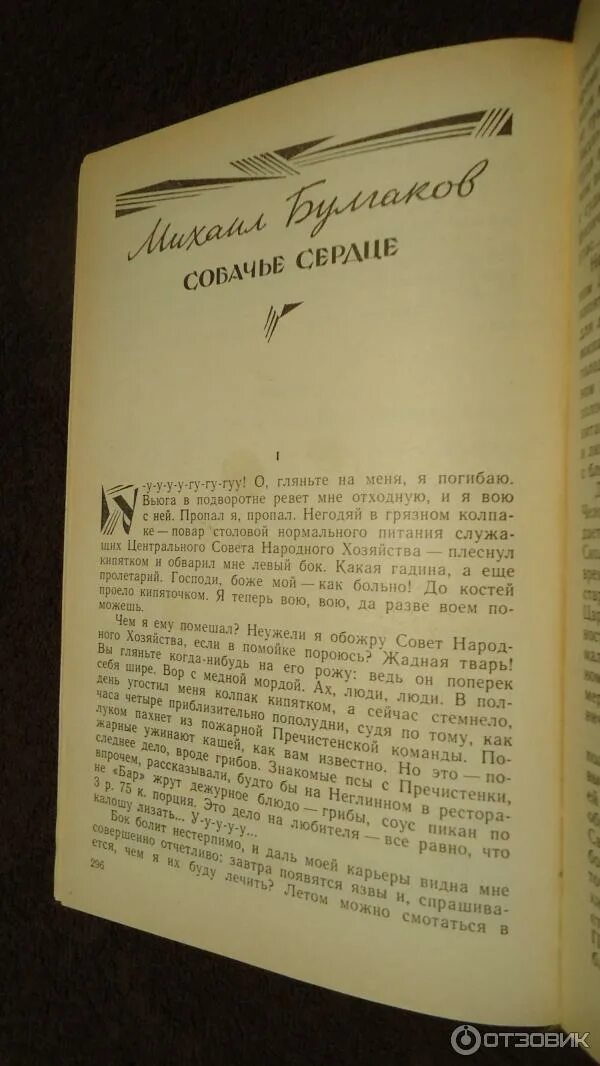 Михаил Булгаков
СОБАЧЬЕ СЕРДЦЕ
I
У-у-у-у-у-гу-гу-гуу! О, гляньте на меня, я погибаю.
Вьюга в подворотне ревет мне отходную, и я вою
с ней. Пропал я, пропал. Негодяй в грязном колпа-
ке — повар столовой нормального питания служа-
щих Центрального Совета Народного Хозяйства — плеснул
кипятком и обварил мне левый бок. Какая гадина, а еще
пролетарий. Господи, боже мой — как больно! До костей
проело кипяточком. Я теперь вою, вою, да разве воем по-
можешь.
Чем я ему помешал? Неужели я обожру Совет Народ-
ного Хозяйства, если в помойке пороюсь? Жадная тварь!
Вы гляньте когда-нибудь на его рожу: ведь он поперек
себя шире. Вор с медной мордой. Ах, люди, люди. В пол-
день угостил меня колпак кипятком, а сейчас стемнело,
часа четыре приблизительно пополудни, судя по тому, как
луком пахнет из пожарной Пречистенской команды. По-
жарные ужинают кашей, как вам известно. Но это — по-
следнее дело, вроде грибов. Знакомые псы с Пречистенки,
впрочем, рассказывали, будто бы на Неглинном в рестора-
не «Бар» жрут дежурное блюдо — грибы, соус пикан по
3 р. 75 к. порция. Это дело на любителя — все равно, что
калошу лизать... У-у-у-у-у...
Бок болит нестерпимо, и даль моей карьеры видна мне
совершенно отчетливо: завтра появятся язвы и, спрашива-
ется, чем я их буду лечить? Летом можно смотаться в
296
ОТЗОВИК